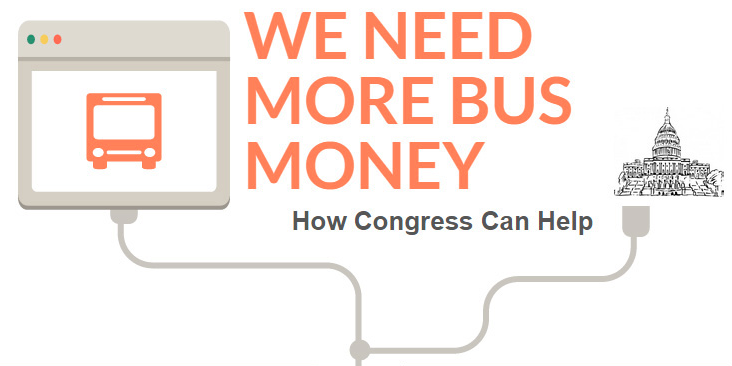 WE NEED
MORE BUS
MONEY
How Congress Can Help